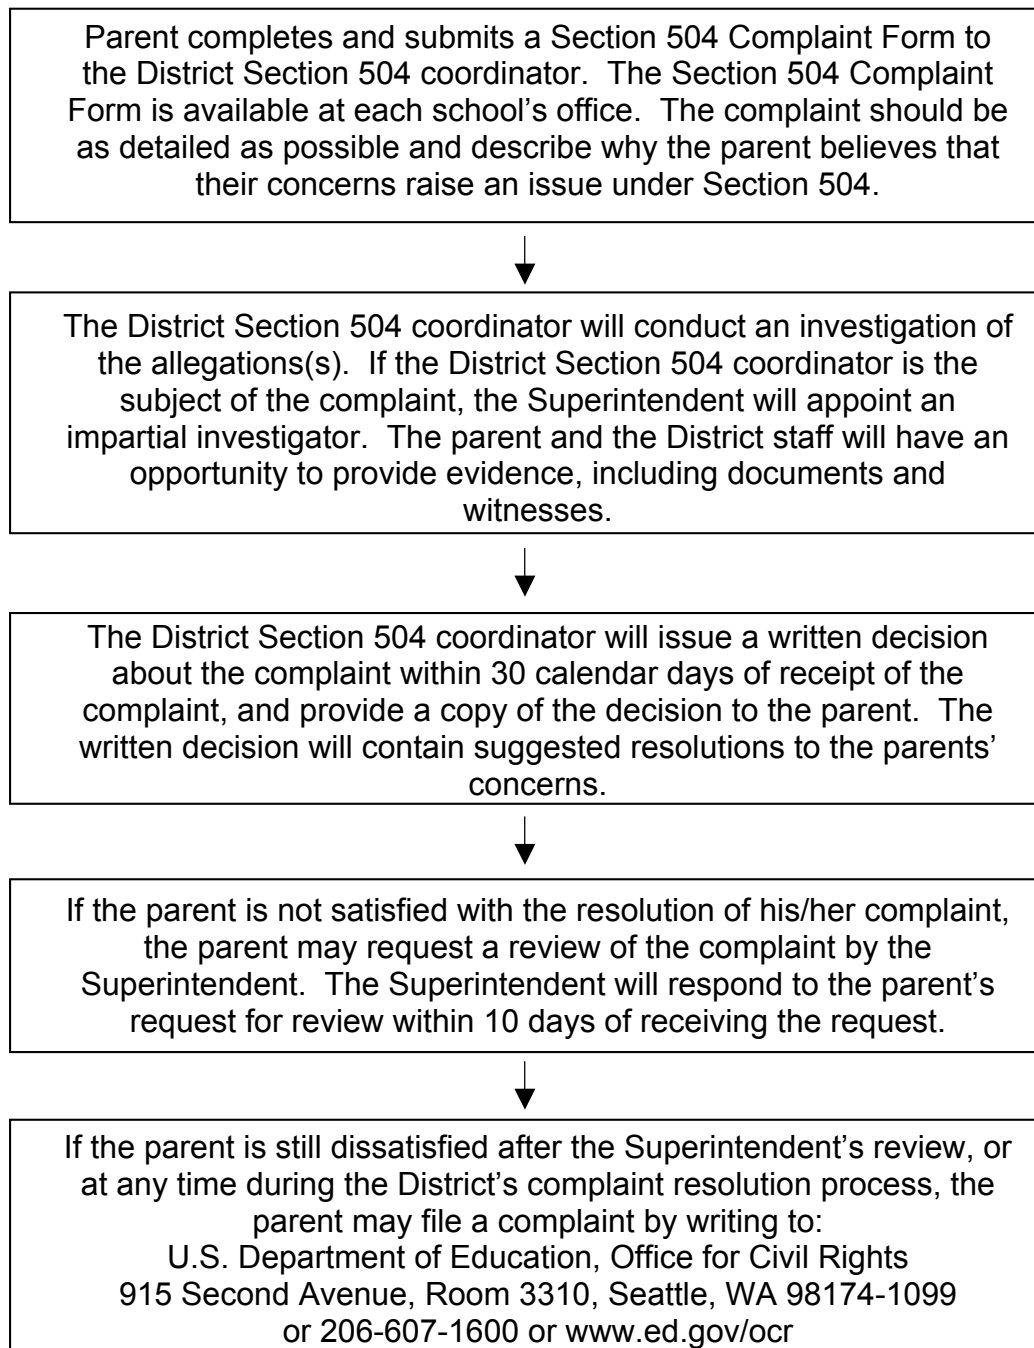 Parent completes and submits a Section 504 Complaint Form to
the District Section 504 coordinator.  The Section 504 Complaint
Form is available at each school’s office.  The complaint should be
as detailed as possible and describe why the parent believes that
their concerns raise an issue under Section 504.
The District Section 504 coordinator will conduct an investigation of
the allegations(s).  If the District Section 504 coordinator is the
subject of the complaint, the Superintendent will appoint an
impartial investigator.  The parent and the District staff will have an
opportunity to provide evidence, including documents and
witnesses.
The District Section 504 coordinator will issue a written decision
about the complaint within 30 calendar days of receipt of the
complaint, and provide a copy of the decision to the parent.  The
written decision will contain suggested resolutions to the parents’
concerns.
If the parent is not satisfied with the resolution of his/her complaint,
the parent may request a review of the complaint by the
Superintendent.  The Superintendent will respond to the parent’s
request for review within 10 days of receiving the request.
If the parent is still dissatisfied after the Superintendent’s review, or
at any time during the District’s complaint resolution process, the
parent may file a complaint by writing to:
U.S. Department of Education, Office for Civil Rights
915 Second Avenue, Room 3310, Seattle, WA 98174-1099
or 206-607-1600 or www.ed.gov/ocr